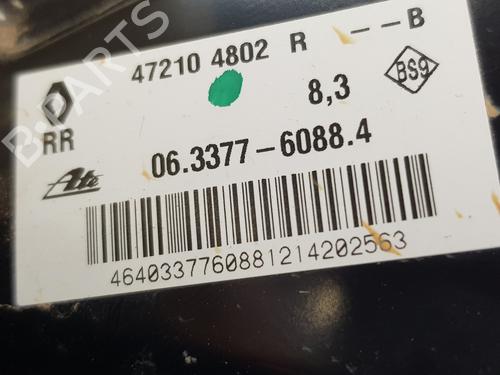 47210 4802 R --B
8,3
BS9
RR
06.3377-6088.4
Ate
4640337760881214202563
B-PARTS